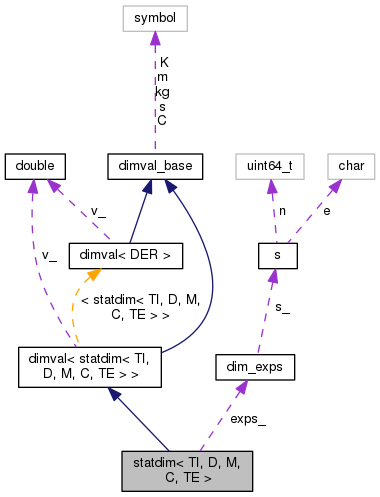 symbol
K
m
kg
s
C
double
dimval_base
uint64_t
char
v_
n
e
v_
dimval< DER >
s
< statdim< TI, D, M,
C, TE > >
s_
dimval< statdim< TI,
D, M, C, TE > >
dim_exps
exps_
statdim< TI, D, M,
C, TE >